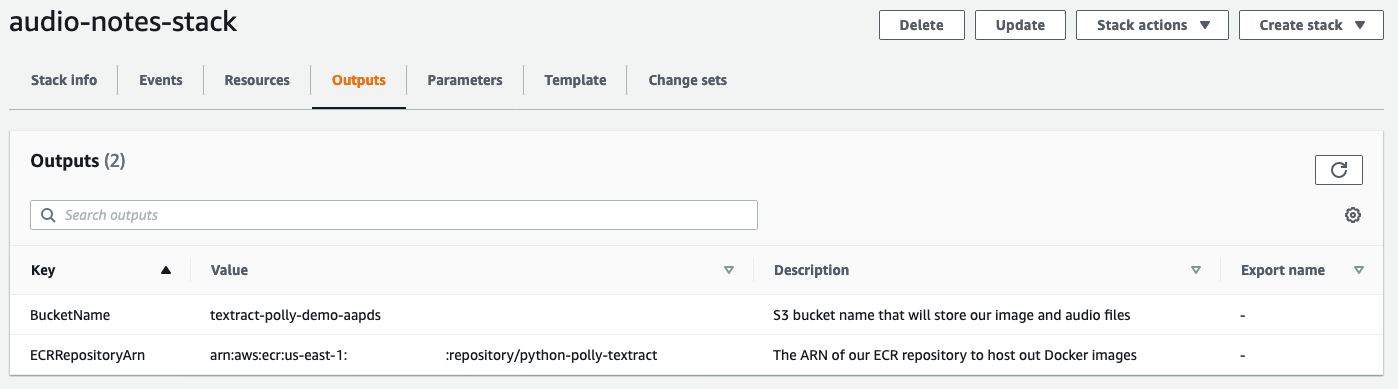 audio-notes-stack
Delete Update Stack actions Create stack
Stack info Events Resources Outputs Parameters Template Change sets
Outputs (2)
Search outputs
Key Value Description Export name
BucketName textract-polly-demo-aapds S3 bucket name that will store our image and audio files -
ECRRepositoryArn arn:aws:ecr:us-east-1: :repository/python-polly-textract The ARN of our ECR repository to host out Docker images -